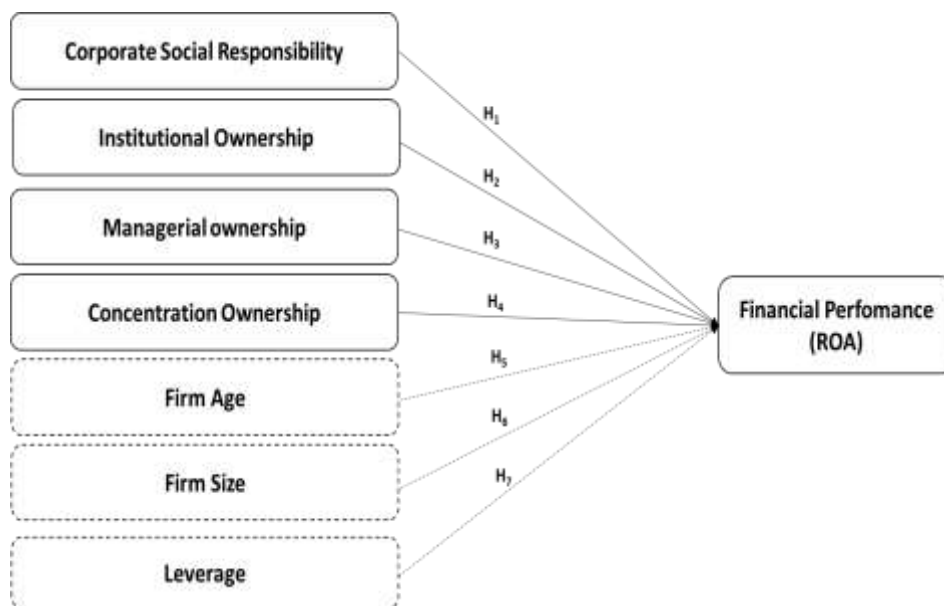 Corporate Social Responsibility
H₁
Institutional Ownership
H₂
Managerial ownership
H₃
Concentration Ownership
H₄
Financial Perfomance
(ROA)
Firm Age
H₅
Firm Size
H₆
Leverage
H₇